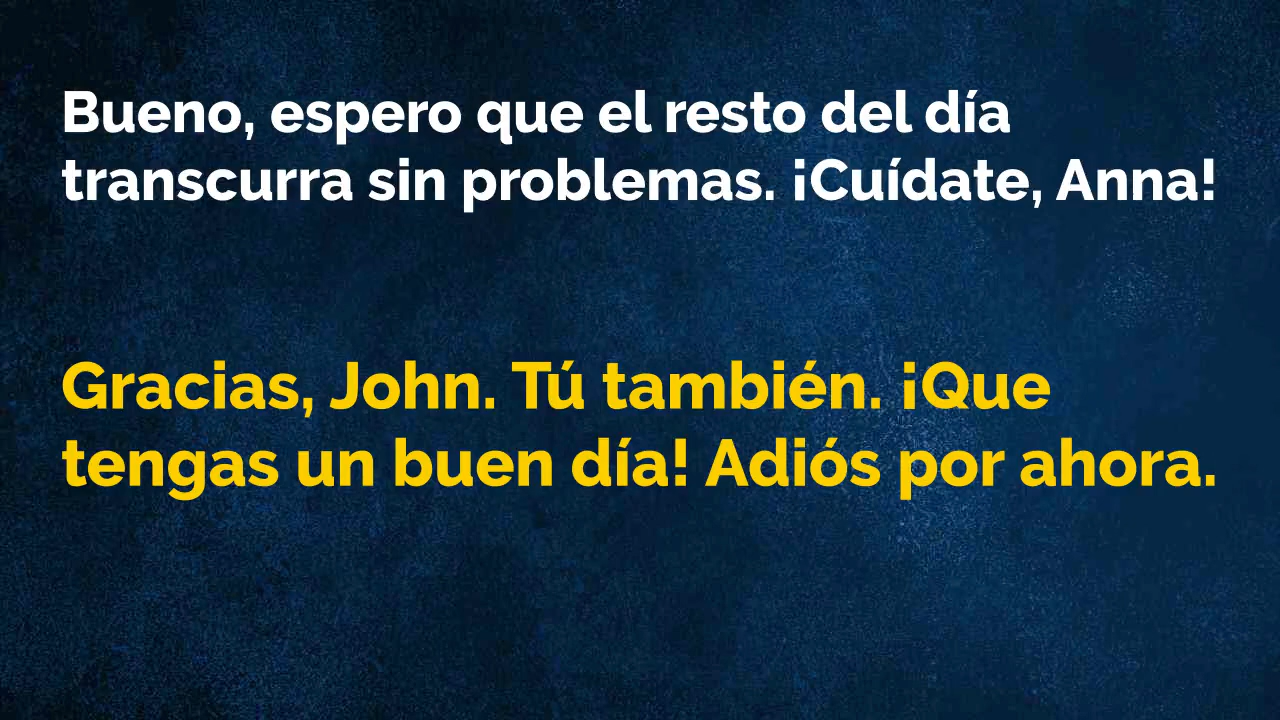 Bueno, espero que el resto del día
transcurra sin problemas. ¡Cuídate, Anna!
Gracias, John. Tú también. ¡Que
tengas un buen día! Adiós por ahora.